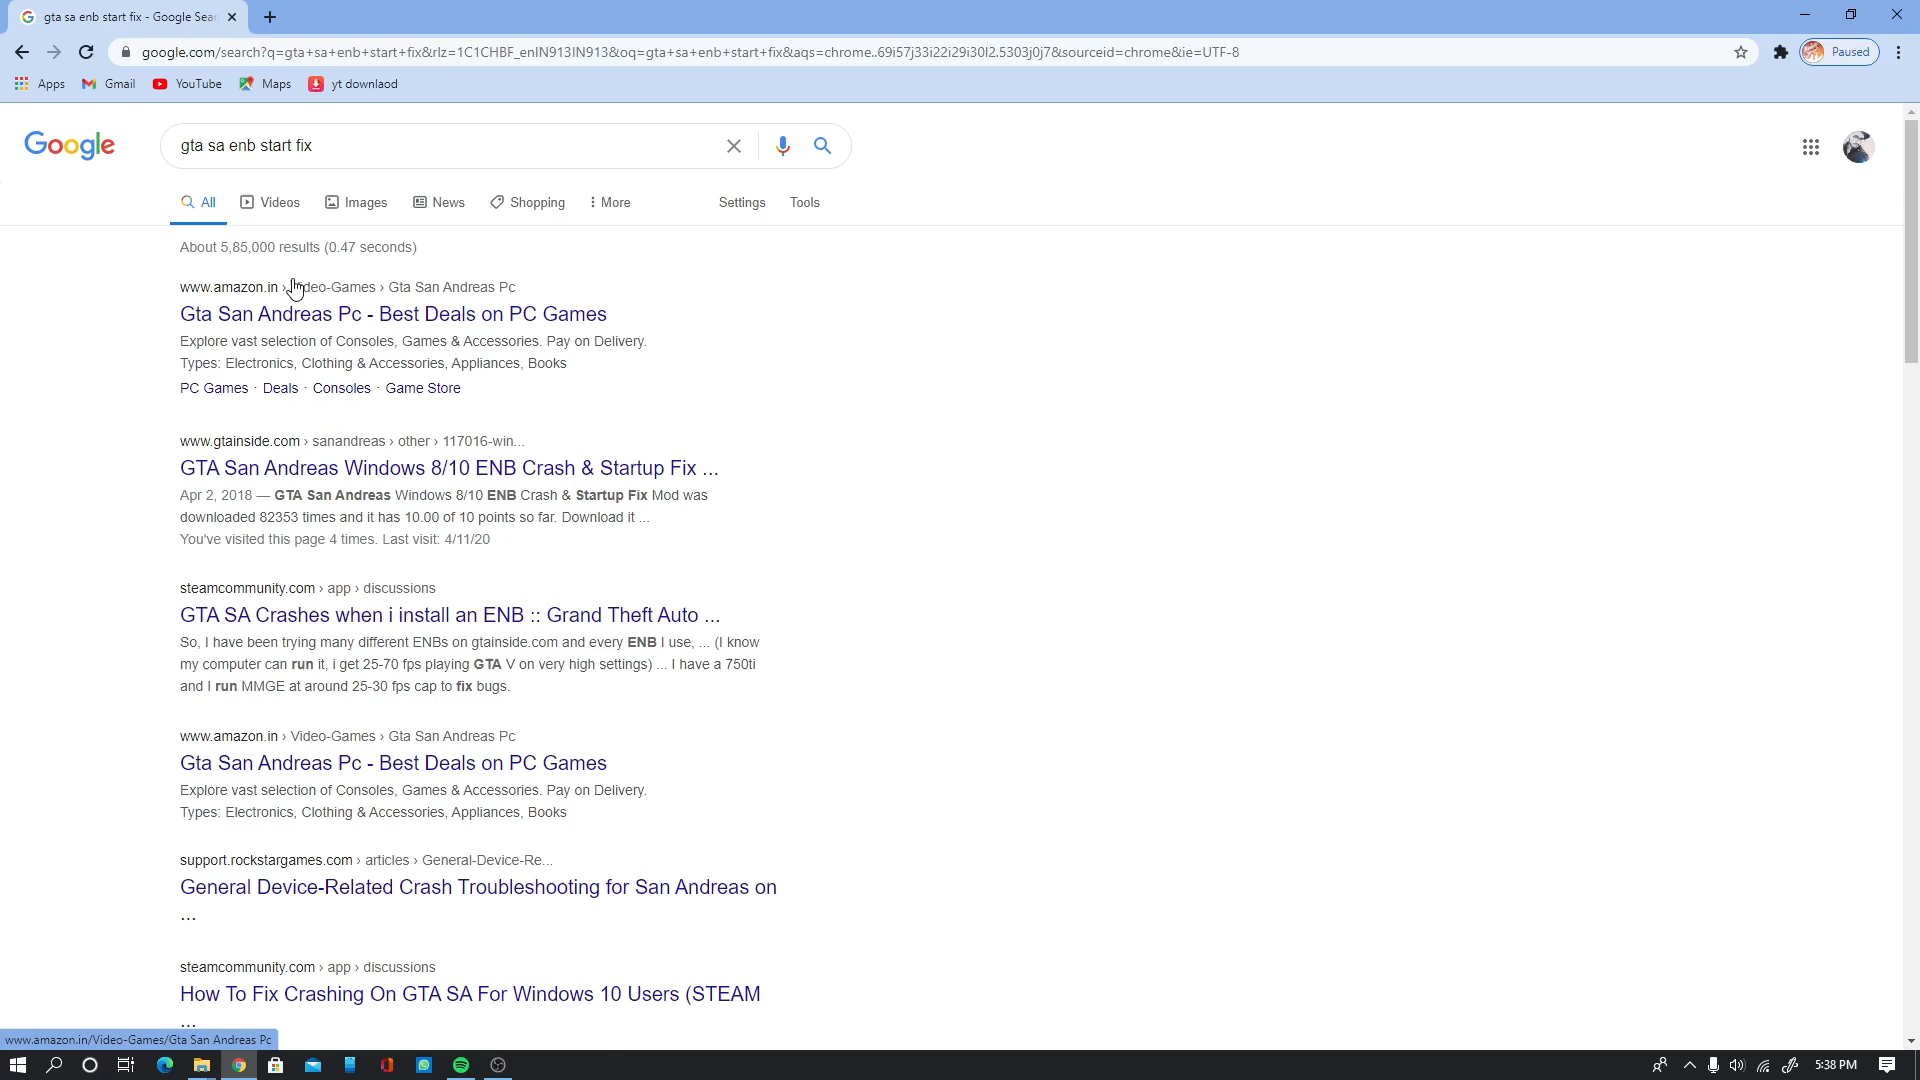 gta sa enb start fix - Google Sear
google.com/search?q=gta+sa+enb+start+fix&rlz=1C1CHBF_enIN913IN913&oq=gta+sa+enb+start+fix&aqs=chrome..69i57j33i22i29i30l2.5303j0j7&sourceid=chrome&ie=UTF-8
Paused
Apps
Gmail
YouTube
Maps
yt downlaod
Google
gta sa enb start fix
All
Videos
Images
News
Shopping
More
Settings
Tools
About 5,85,000 results (0.47 seconds)
www.amazon.in › Video-Games › Gta San Andreas Pc
Gta San Andreas Pc - Best Deals on PC Games
Explore vast selection of Consoles, Games & Accessories. Pay on Delivery.
Types: Electronics, Clothing & Accessories, Appliances, Books
PC Games · Deals · Consoles · Game Store
www.gtainside.com › sanandreas › other › 117016-win...
GTA San Andreas Windows 8/10 ENB Crash & Startup Fix ...
Apr 2, 2018 — GTA San Andreas Windows 8/10 ENB Crash & Startup Fix Mod was
downloaded 82353 times and it has 10.00 of 10 points so far. Download it ...
You've visited this page 4 times. Last visit: 4/11/20
steamcommunity.com › app › discussions
GTA SA Crashes when i install an ENB :: Grand Theft Auto ...
So, I have been trying many different ENBs on gtainside.com and every ENB I use, ... (I know
my computer can run it, i get 25-70 fps playing GTA V on very high settings) ... I have a 750ti
and I run MMGE at around 25-30 fps cap to fix bugs.
www.amazon.in › Video-Games › Gta San Andreas Pc
Gta San Andreas Pc - Best Deals on PC Games
Explore vast selection of Consoles, Games & Accessories. Pay on Delivery.
Types: Electronics, Clothing & Accessories, Appliances, Books
support.rockstargames.com › articles › General-Device-Re...
General Device-Related Crash Troubleshooting for San Andreas on
...
steamcommunity.com › app › discussions
How To Fix Crashing On GTA SA For Windows 10 Users (STEAM
...
www.amazon.in/Video-Games/Gta San Andreas Pc
5:38 PM